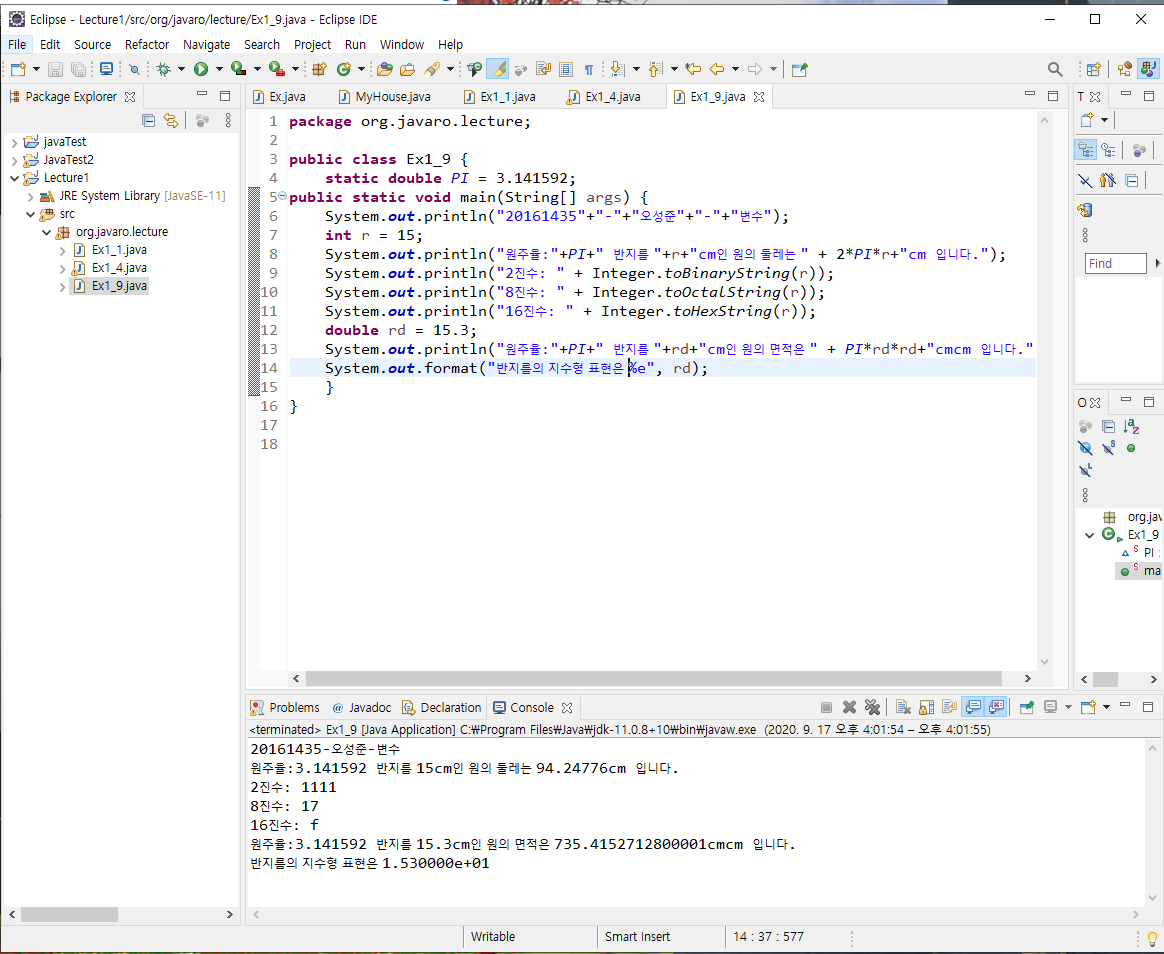 Eclipse - Lecture1/src/org/javaro/lecture/Ex1_9.java - Eclipse IDE
File Edit Source Refactor Navigate Search Project Run Window Help
Package Explorer
javaTest
JavaTest2
Lecture1
JRE System Library [JavaSE-11]
src
org.javaro.lecture
Ex1_1.java
Ex1_4.java
Ex1_9.java
Ex.java MyHouse.java Ex1_1.java Ex1_4.java Ex1_9.java
1 package org.javaro.lecture;
2
3 public class Ex1_9 {
4 static double PI = 3.141592;
5 public static void main(String[] args) {
6 System.out.println("20161435"+"-"+"오성준"+"-"+"변수");
7 int r = 15;
8 System.out.println("원주율:"+PI+" 반지름 "+r+"cm인 원의 둘레는 " + 2*PI*r+"cm 입니다.");
9 System.out.println("2진수: " + Integer.toBinaryString(r));
10 System.out.println("8진수: " + Integer.toOctalString(r));
11 System.out.println("16진수: " + Integer.toHexString(r));
12 double rd = 15.3;
13 System.out.println("원주율:"+PI+" 반지름 "+rd+"cm인 원의 면적은 " + PI*rd*rd+"cmcm 입니다."
14 System.out.format("반지름의 지수형 표현은 %e", rd);
15 }
16 }
17
18
T
Find
O
org.jav
Ex1_9
PI :
ma
Problems @ Javadoc Declaration Console
<terminated> Ex1_9 [Java Application] C:₩Program Files₩Java₩jdk-11.0.8+10₩bin₩javaw.exe (2020. 9. 17 오후 4:01:54 – 오후 4:01:55)
20161435-오성준-변수
원주율:3.141592 반지름 15cm인 원의 둘레는 94.24776cm 입니다.
2진수: 1111
8진수: 17
16진수: f
원주율:3.141592 반지름 15.3cm인 원의 면적은 735.4152712800001cmcm 입니다.
반지름의 지수형 표현은 1.530000e+01
Writable Smart Insert 14 : 37 : 577